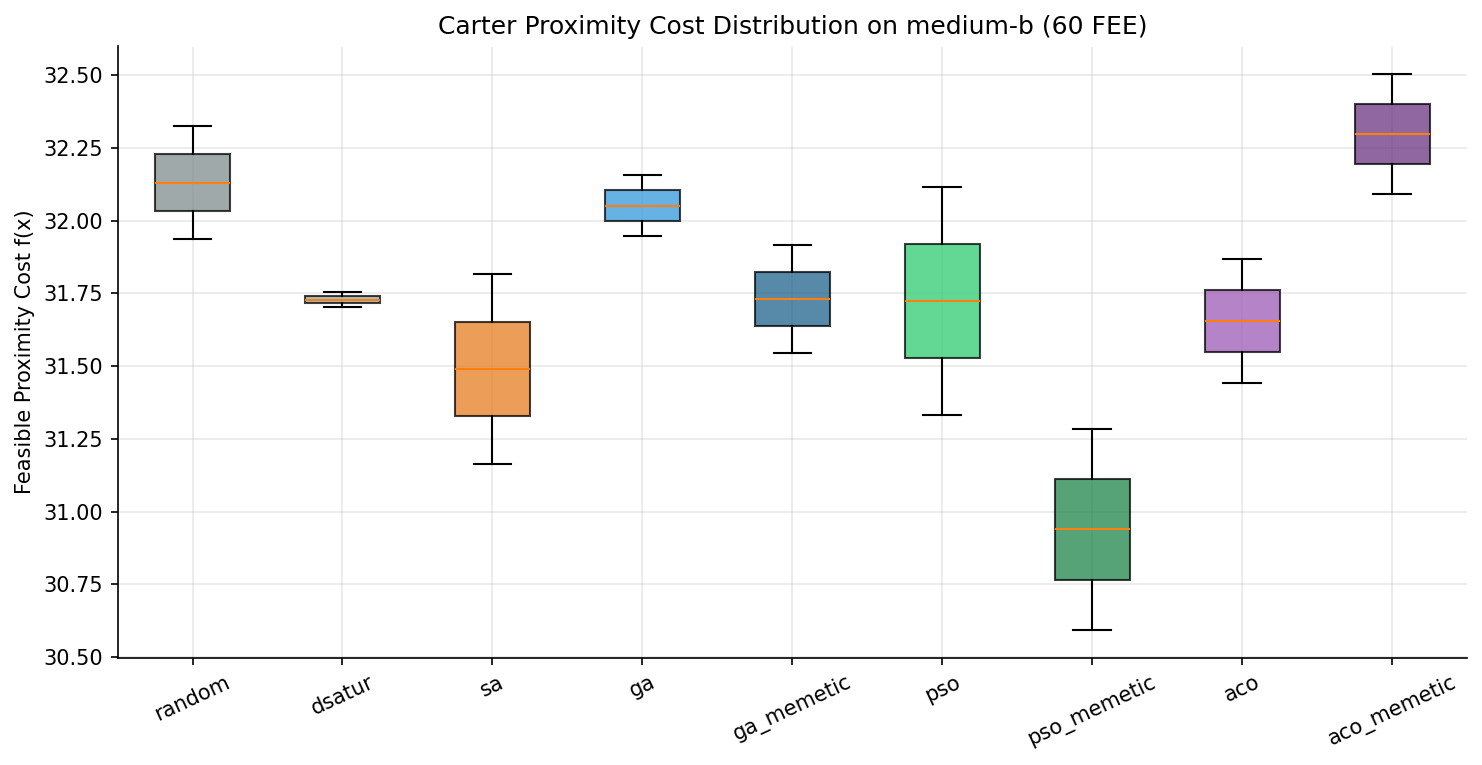 Carter Proximity Cost Distribution on medium-b (60 FEE)
Feasible Proximity Cost f(x)
32.50
32.25
32.00
31.75
31.50
31.25
31.00
30.75
30.50
random
dsatur
sa
ga
ga_memetic
pso
pso_memetic
aco
aco_memetic